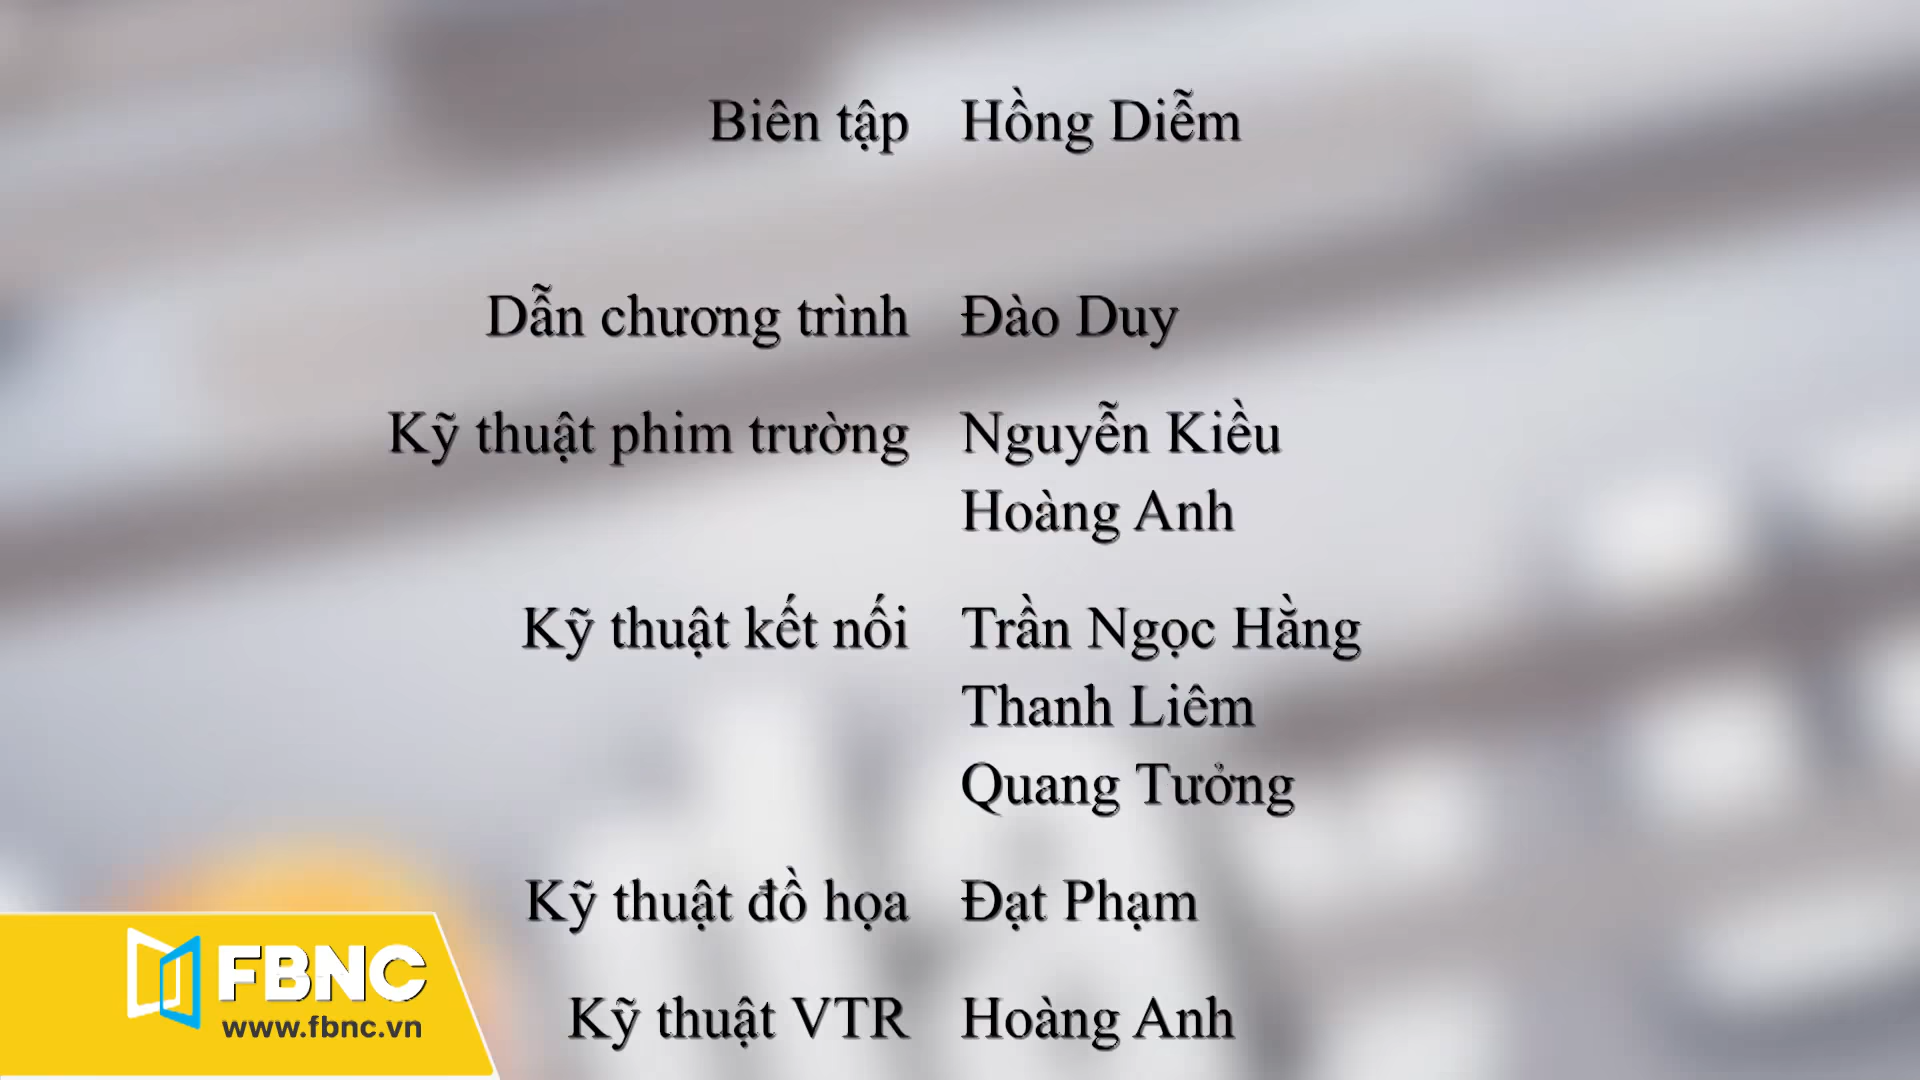 Biên tập Hồng Diễm
Dẫn chương trình Đào Duy
Kỹ thuật phim trường Nguyễn Kiều
Hoàng Anh
Kỹ thuật kết nối Trần Ngọc Hằng
Thanh Liêm
Quang Tưởng
Kỹ thuật đồ họa Đạt Phạm
Kỹ thuật VTR Hoàng Anh
FBNC
www.fbnc.vn